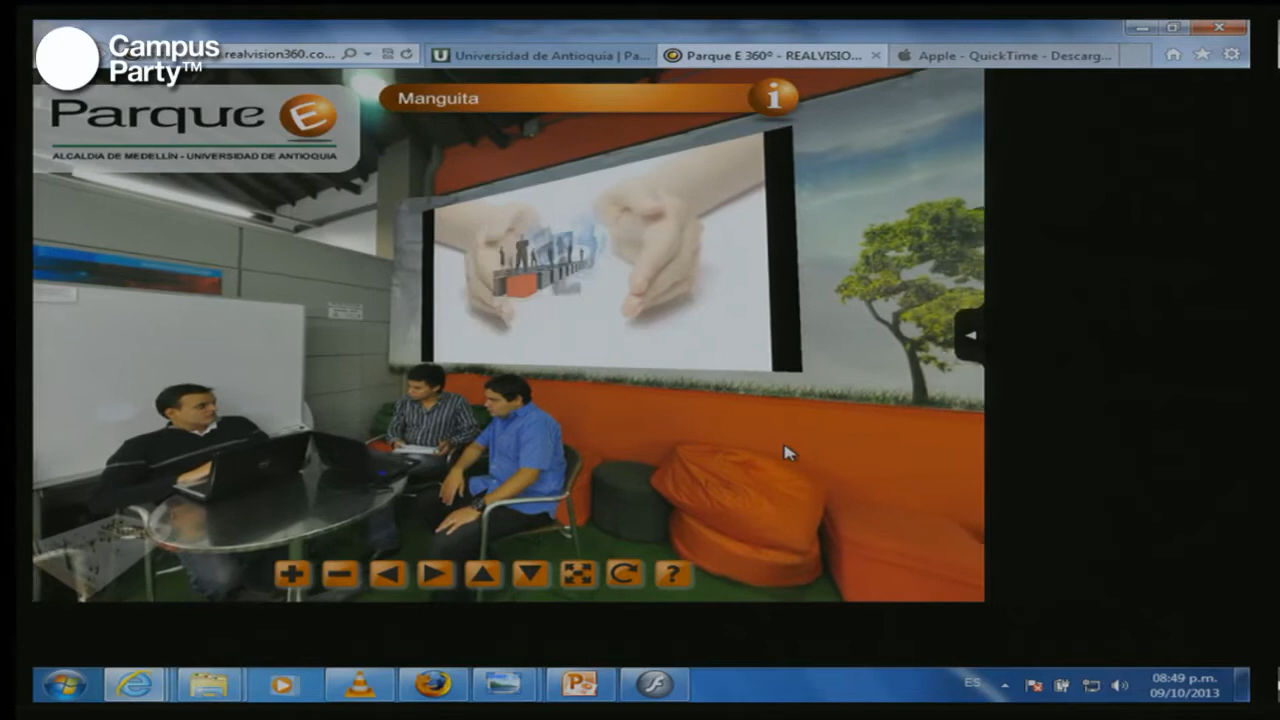 Campus
Party™
realvision360.co...
Universidad de Antioquia | Pa...
Parque E 360º - REALVISIO...
Apple - QuickTime - Descarg...
Parque E
ALCALDIA DE MEDELLÍN - UNIVERSIDAD DE ANTIOQUIA
Manguita
i
?
ES
08:49 p.m.
09/10/2013